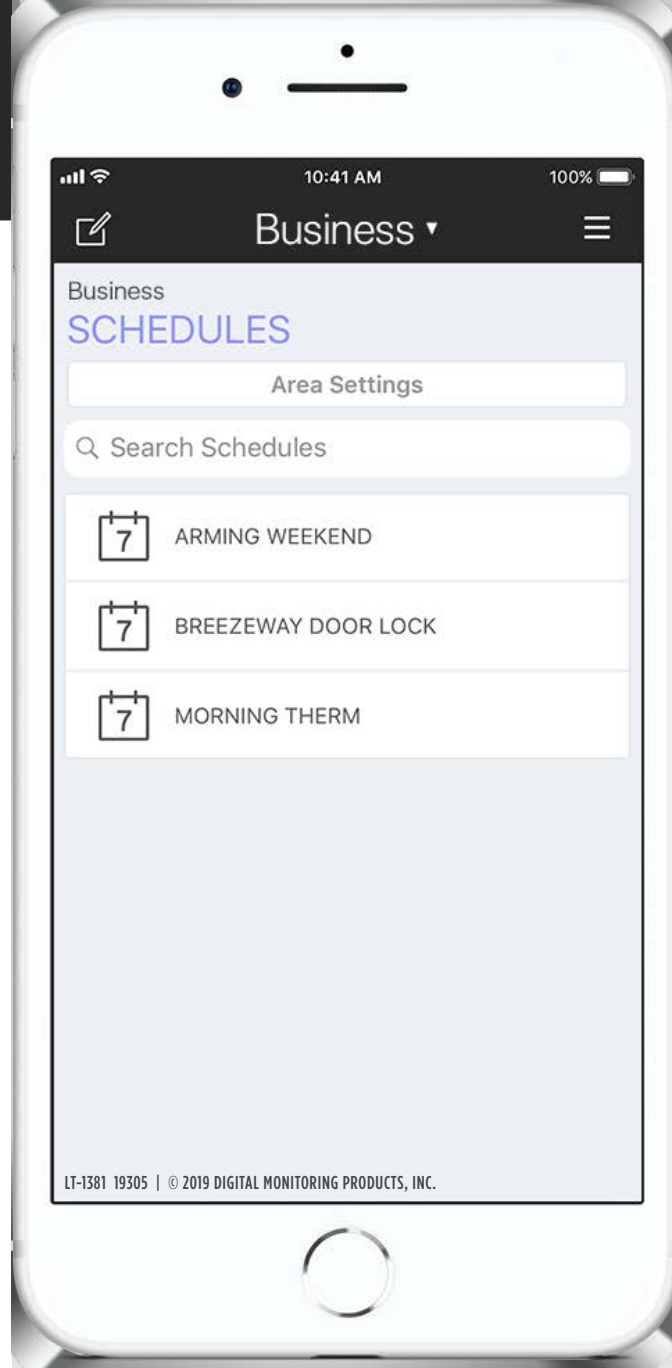 10:41 AM 100%
Business ▾
Business
SCHEDULES
Area Settings
Search Schedules
7 ARMING WEEKEND
7 BREEZEWAY DOOR LOCK
7 MORNING THERM
LT-1381 19305 | © 2019 DIGITAL MONITORING PRODUCTS, INC.